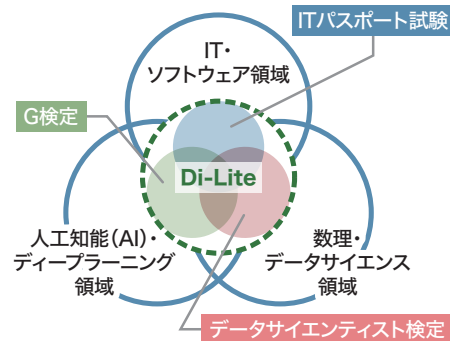 ITパスポート試験
IT・
ソフトウェア領域
G検定
Di-Lite
人工知能(AI)・
ディープラーニング
領域
数理・
データサイエンス
領域
データサイエンティスト検定